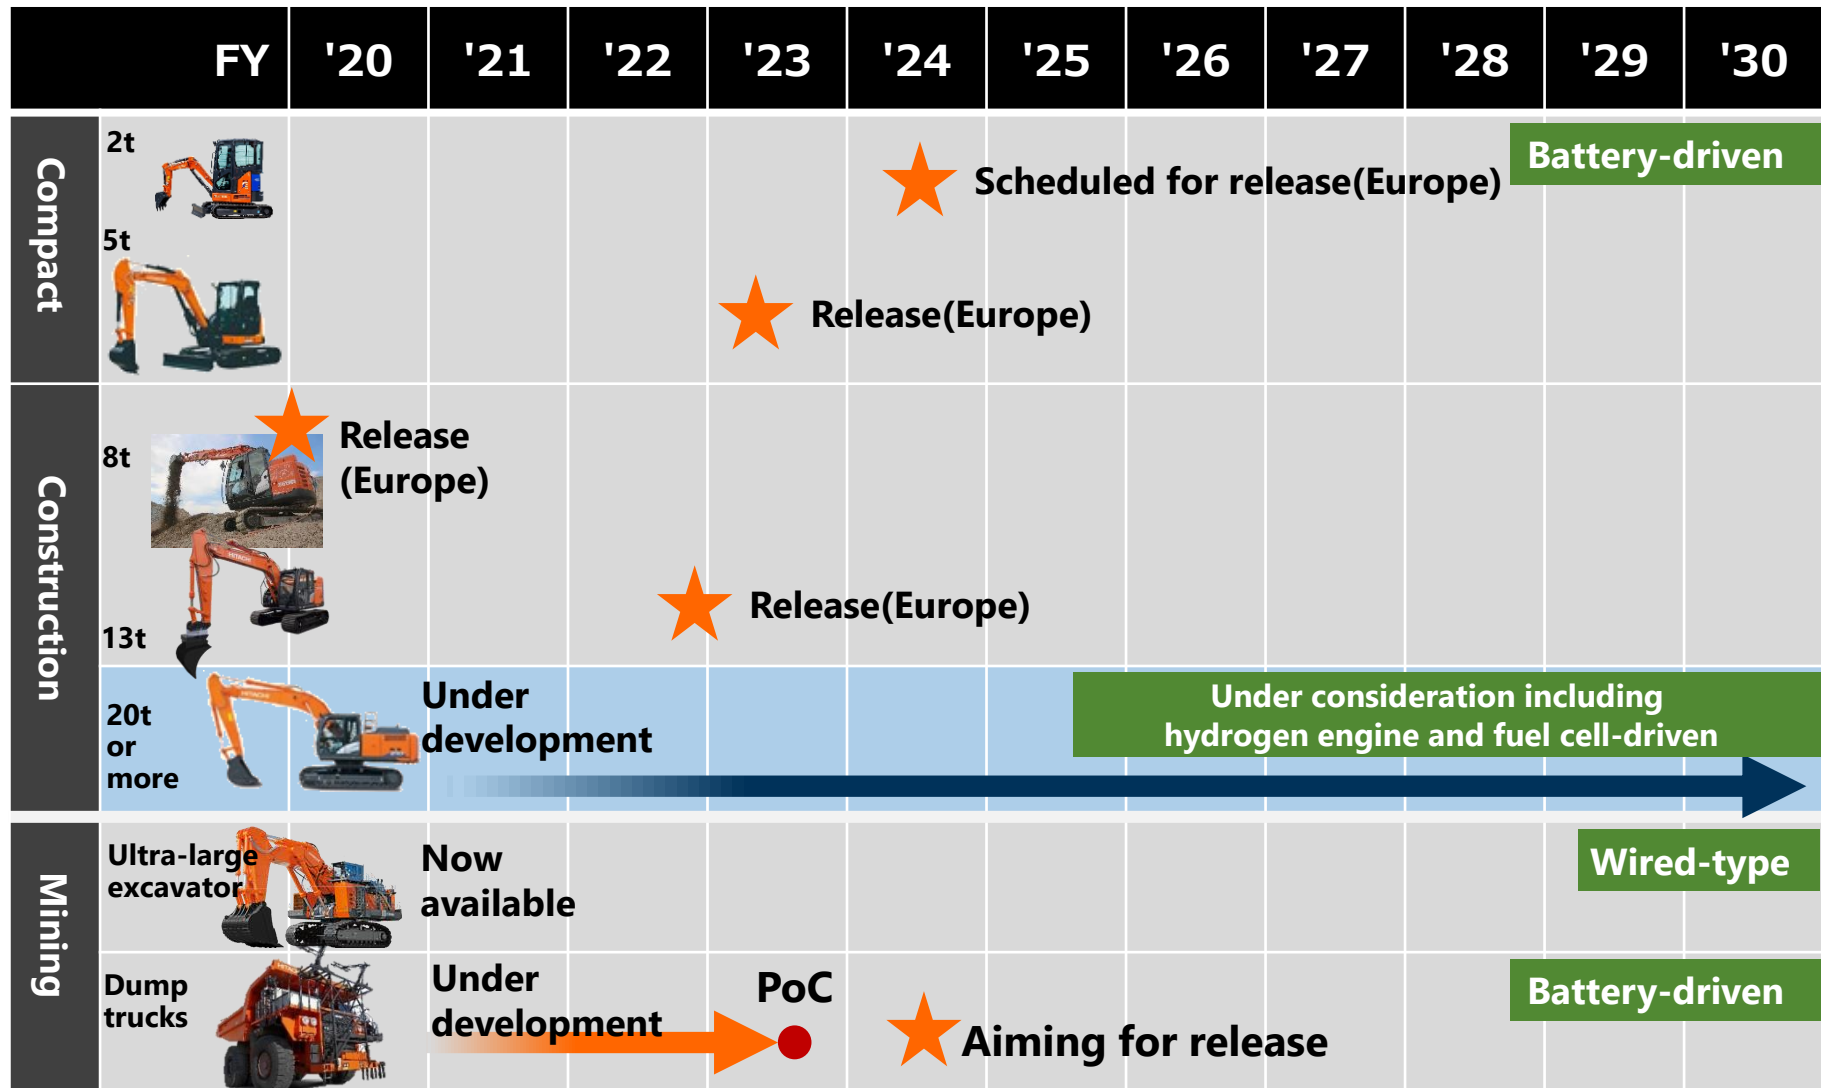 FY '20 '21 '22 '23 '24 '25 '26 '27 '28 '29 '30
Compact
2t
Scheduled for release(Europe)
Battery-driven
5t
Release(Europe)
Construction
8t
Release
(Europe)
HITACHI
13t
Release(Europe)
20t
or
more
HITACHI
Under
development
Under consideration including
hydrogen engine and fuel cell-driven
Mining
Ultra-large
excavator
Now
available
Wired-type
Dump
trucks
Under
development
PoC
Aiming for release
Battery-driven